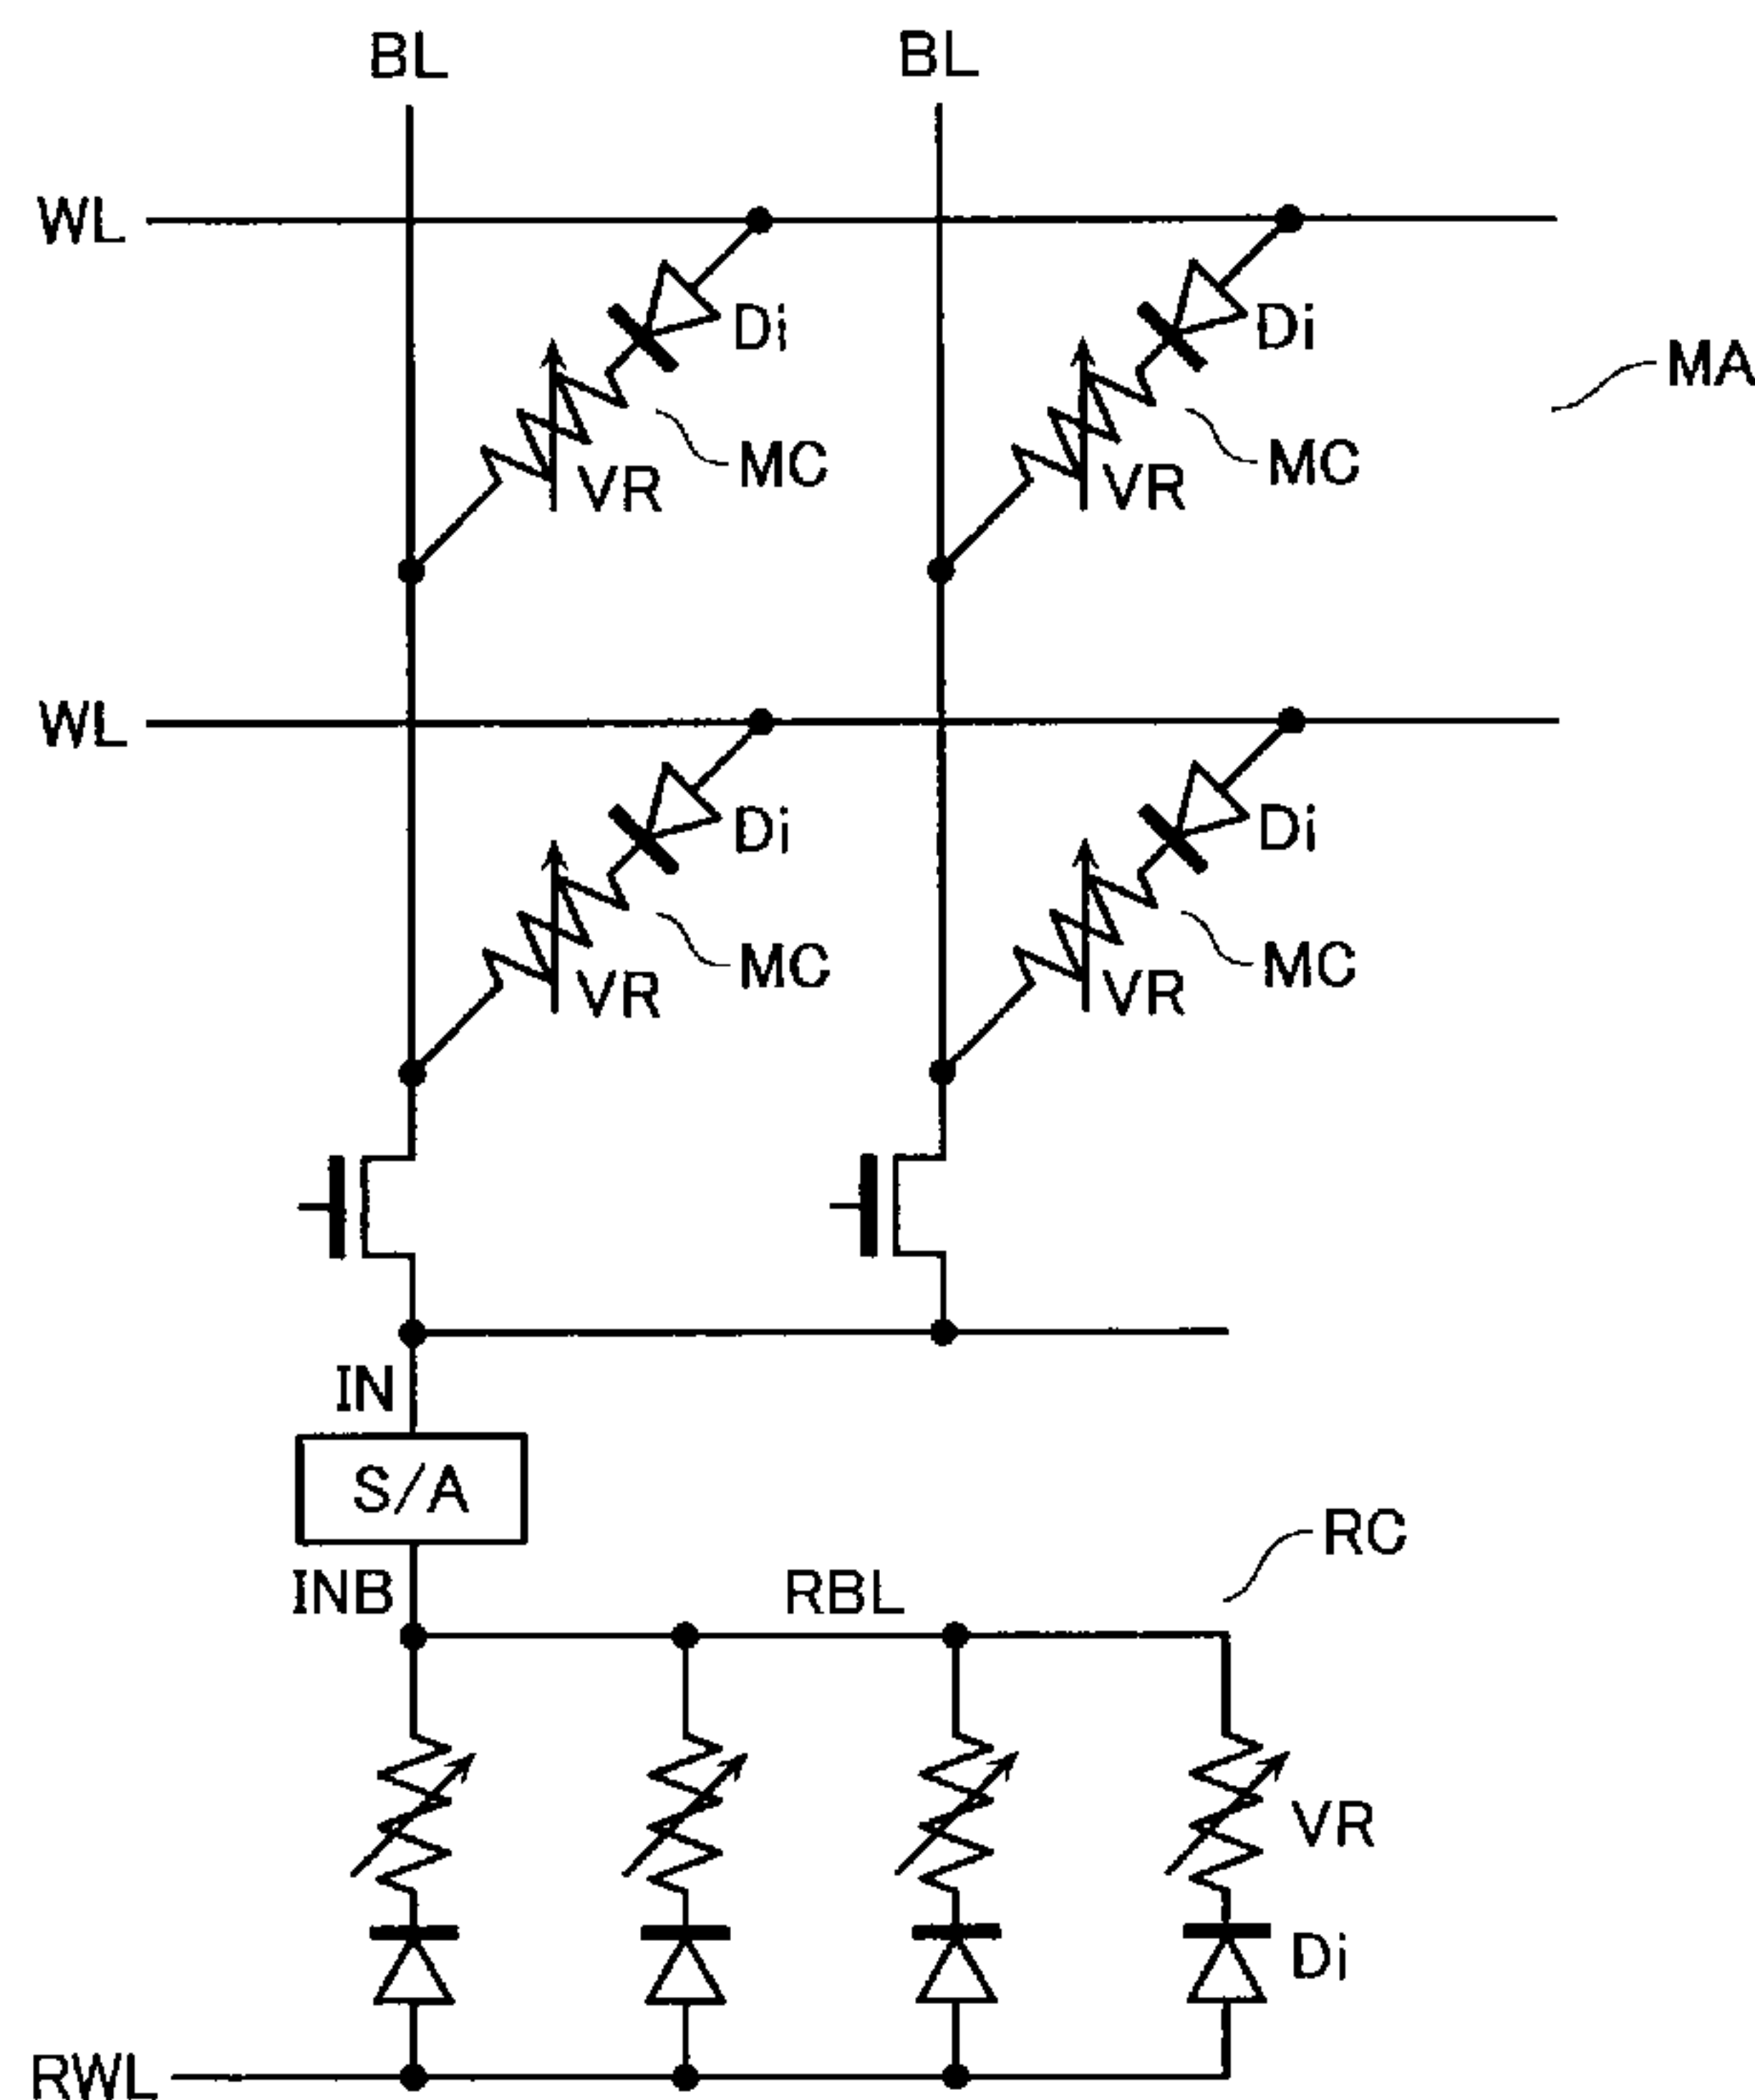 BL BL
WL
Di Di
MA
MC MC
VR VR
WL
Di Di
MC MC
VR VR
IN
S/A
RC
INB RBL
VR
Di
RWL